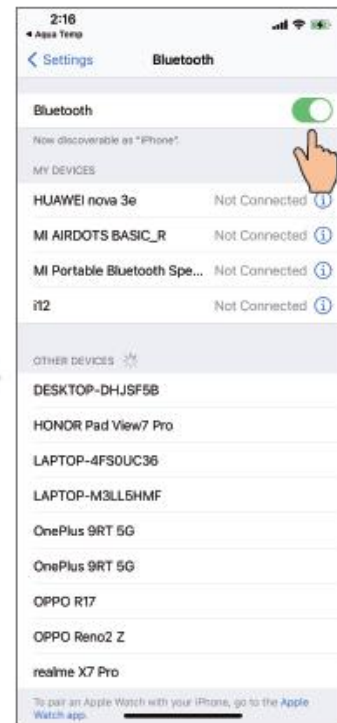 2:16
◀ Aqua Temp
Settings Bluetooth
Bluetooth
Now discoverable as "iPhone".
MY DEVICES
HUAWEI nova 3e Not Connected
MI AIRDOTS BASIC_R Not Connected
MI Portable Bluetooth Spe... Not Connected
i12 Not Connected
OTHER DEVICES
DESKTOP-DHJSF5B
HONOR Pad View7 Pro
LAPTOP-4FS0UC36
LAPTOP-M3LL5HMF
OnePlus 9RT 5G
OnePlus 9RT 5G
OPPO R17
OPPO Reno2 Z
realme X7 Pro
To pair an Apple Watch with your iPhone, go to the Apple
Watch app.